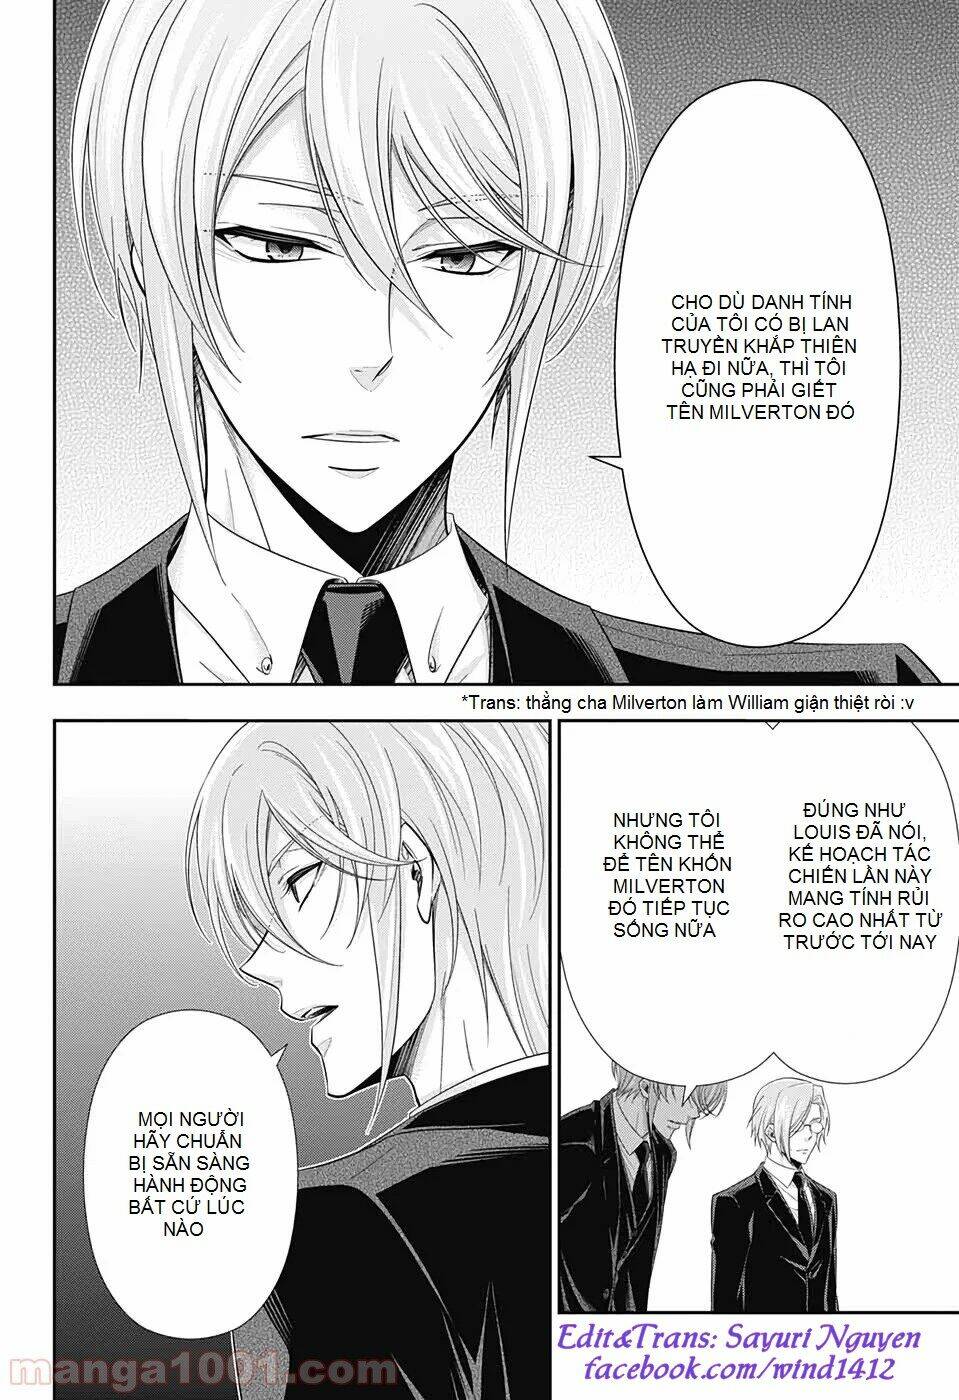 CHO DÙ DANH TÍNH
CỦA TÔI CÓ BỊ LAN
TRUYỀN KHẮP THIÊN
HẠ ĐI NỮA, THÌ TÔI
CŨNG PHẢI GIẾT
TÊN MILVERTON ĐÓ
*Trans: thằng cha Milverton làm William giận thiệt ròi :v
ĐÚNG NHƯ
LOUIS ĐÃ NÓI,
KẾ HOẠCH TÁC
CHIẾN LẦN NÀY
MANG TÍNH RỦI
RO CAO NHẤT TỪ
TRƯỚC TỚI NAY
NHƯNG TÔI
KHÔNG THỂ
ĐỂ TÊN KHỐN
MILVERTON
ĐÓ TIẾP TỤC
SỐNG NỮA
MỌI NGƯỜI
HÃY CHUẨN
BỊ SẴN SÀNG
HÀNH ĐỘNG
BẤT CỨ LÚC
NÀO
Edit&Trans: Sayuri Nguyen
facebook.com/wind1412
manga1001.com